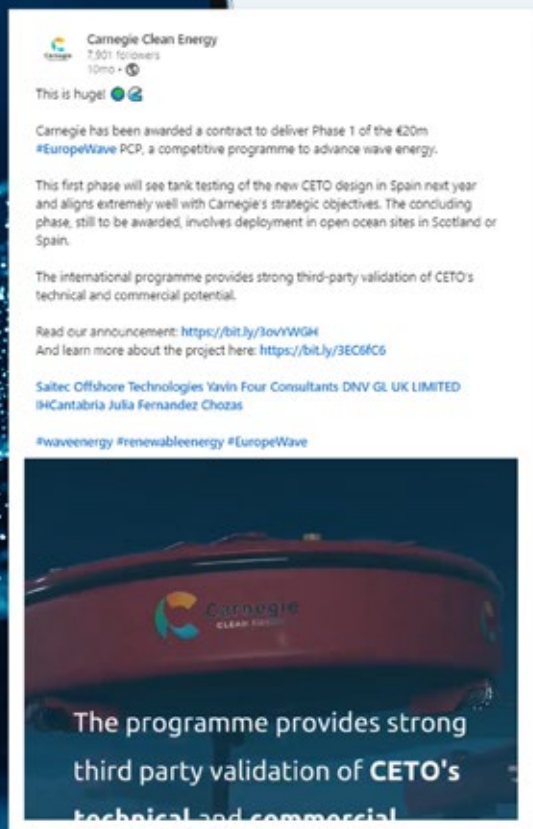 Carnegie Clean Energy
Carnegie
7,901 followers
10mo •
This is huge!
Carnegie has been awarded a contract to deliver Phase 1 of the €20m
#EuropeWave PCP, a competitive programme to advance wave energy.
This first phase will see tank testing of the new CETO design in Spain next year
and aligns extremely well with Carnegie's strategic objectives. The concluding
phase, still to be awarded, involves deployment in open ocean sites in Scotland or
Spain.
The international programme provides strong third-party validation of CETO's
technical and commercial potential.
Read our announcement: https://bit.ly/3ovYWGH
And learn more about the project here: https://bit.ly/3EC6fC6
Saitec Offshore Technologies Yavin Four Consultants DNV GL UK LIMITED
IHCantabria Julia Fernandez Chozas
#waveenergy #renewableenergy #EuropeWave
Carnegie
CLEAN ENERGY
The programme provides strong
third party validation of CETO's
technical and commercial